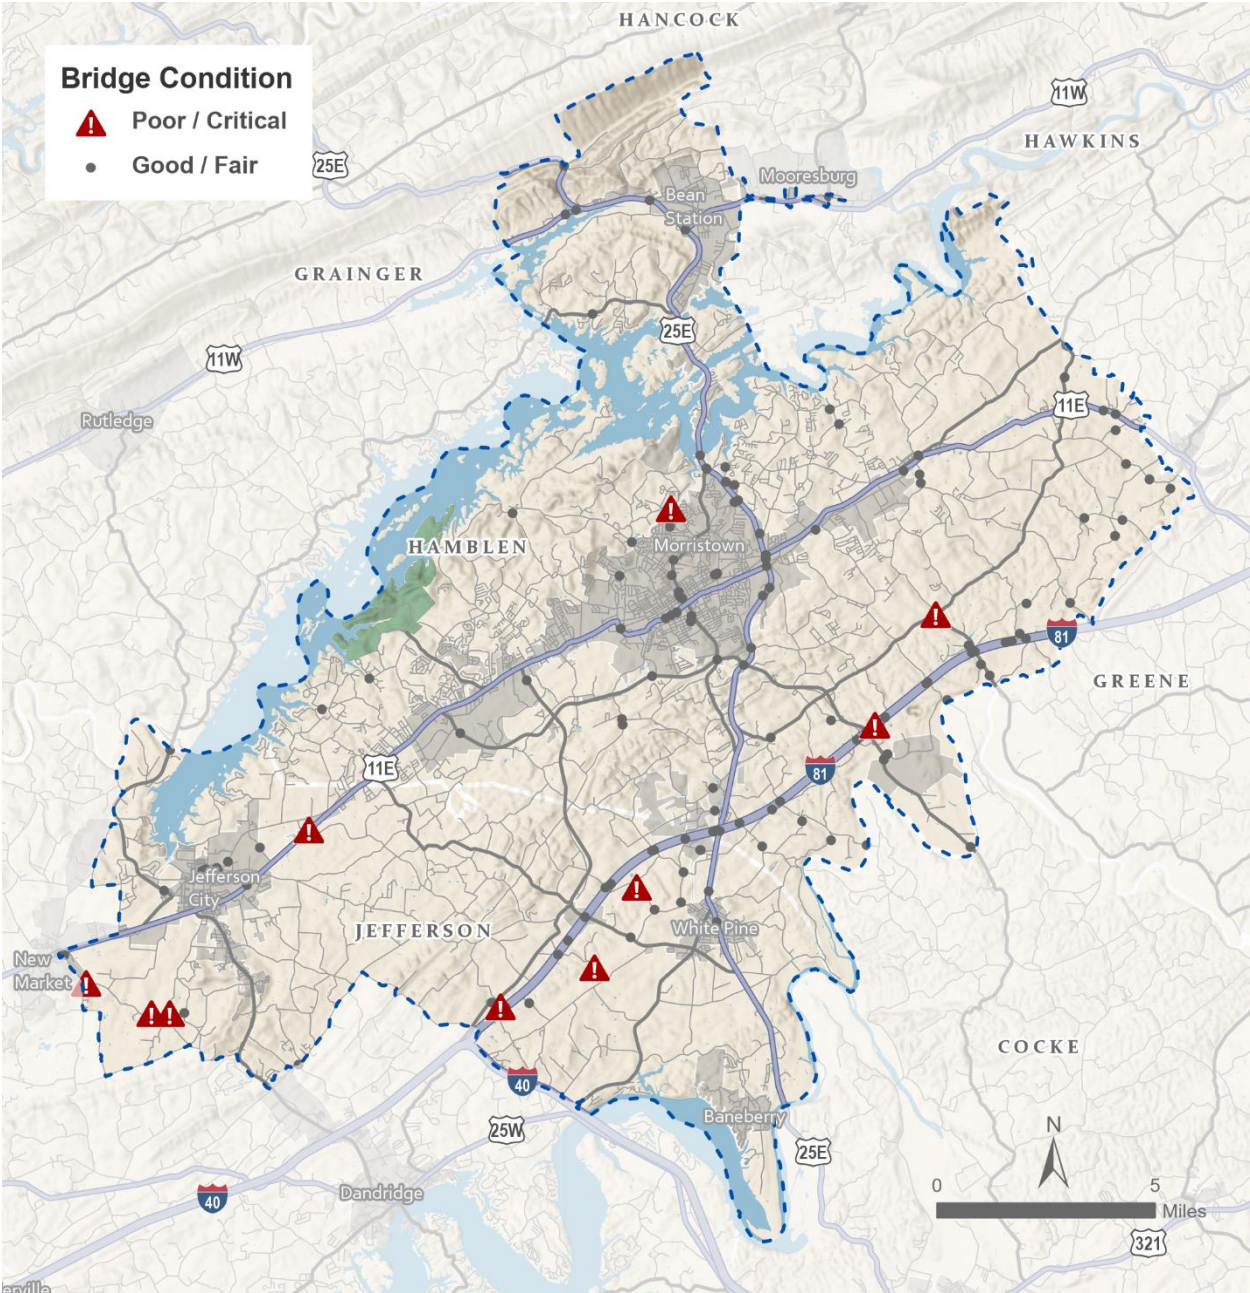 HANCOCK
Bridge Condition
Poor / Critical
Good / Fair
25E
11W
HAWKINS
Mooresburg
Bean
Station
GRAINGER
25E
11W
11E
Rutledge
HAMBLEN
Morristown
81
GREENE
11E
81
Jefferson
City
JEFFERSON
White Pine
New
Market
COCKE
40
Baneberry
25W
25E
N
0
5
Miles
Dandridge
40
321